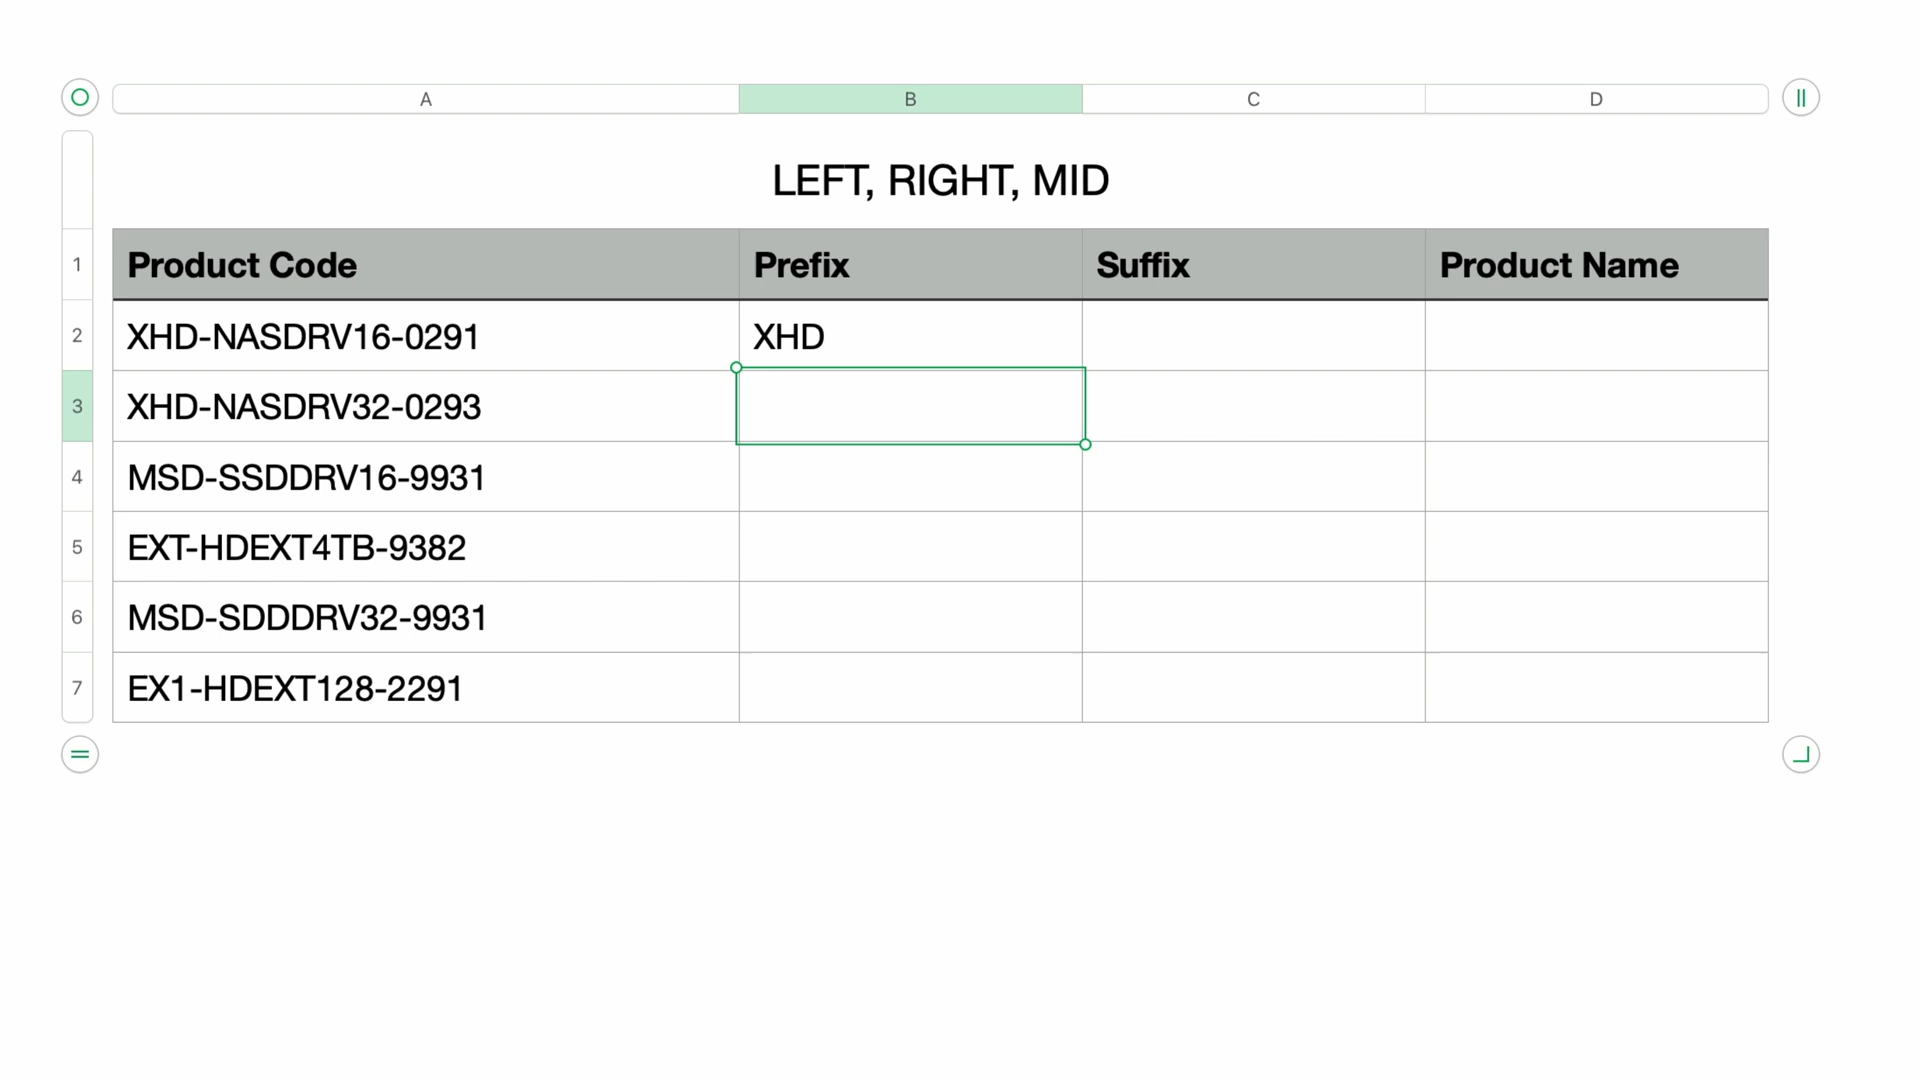 A B C D
LEFT, RIGHT, MID
1 Product Code Prefix Suffix Product Name
2 XHD-NASDRV16-0291 XHD
3 XHD-NASDRV32-0293
4 MSD-SSDDRV16-9931
5 EXT-HDEXT4TB-9382
6 MSD-SDDDRV32-9931
7 EX1-HDEXT128-2291